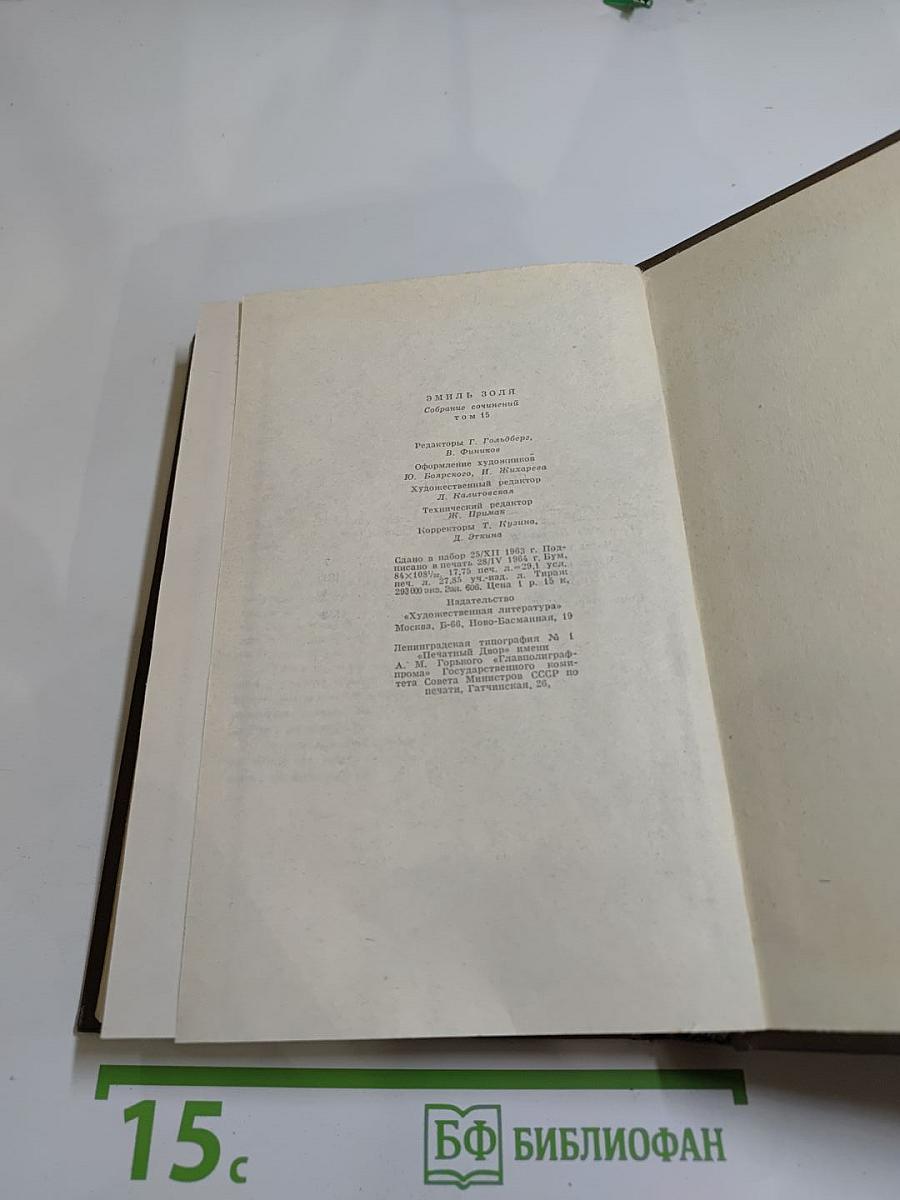 ЭМИЛЬ ЗОЛЯ
Собрание сочинений
том 15
Редакторы Г. Гольдберг,
В. Фиников
Оформление художников
Ю. Боярского, И. Жихарева
Художественный редактор
Л. Калитовская
Технический редактор
Ж. Примак
Корректоры Т. Кузина,
Д. Эткина
Сдано в набор 25/XII 1963 г. Под-
писано в печать 28/IV 1964 г. Бум.
84×108¹/₃₂. 17,75 печ. л.=29,1 усл.
печ. л. 27,85 уч.-изд. л. Тираж
293 000 экз. Зак. 606. Цена 1 р. 15 к.
Издательство
«Художественная литература»
Москва, Б-66, Ново-Басманная, 19
Ленинградская типография № 1
«Печатный Двор» имени
А. М. Горького «Главполиграф-
прома» Государственного коми-
тета Совета Министров СССР по
печати, Гатчинская, 26.
15 с
БФ БИБЛИОФАН